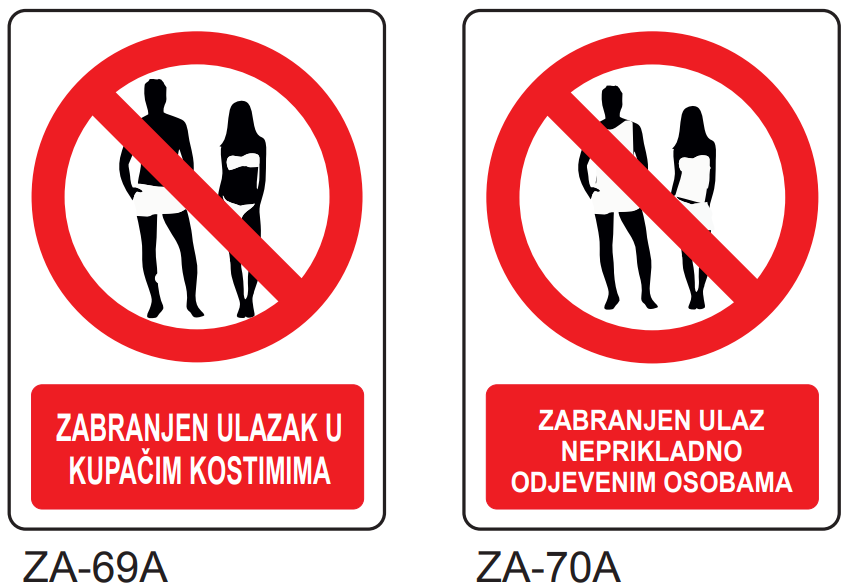 ZABRANJEN ULAZAK U
KUPAČIM KOSTIMIMA
ZA-69A
ZABRANJEN ULAZ
NEPRIKLADNO
ODJEVENIM OSOBAMA
ZA-70A